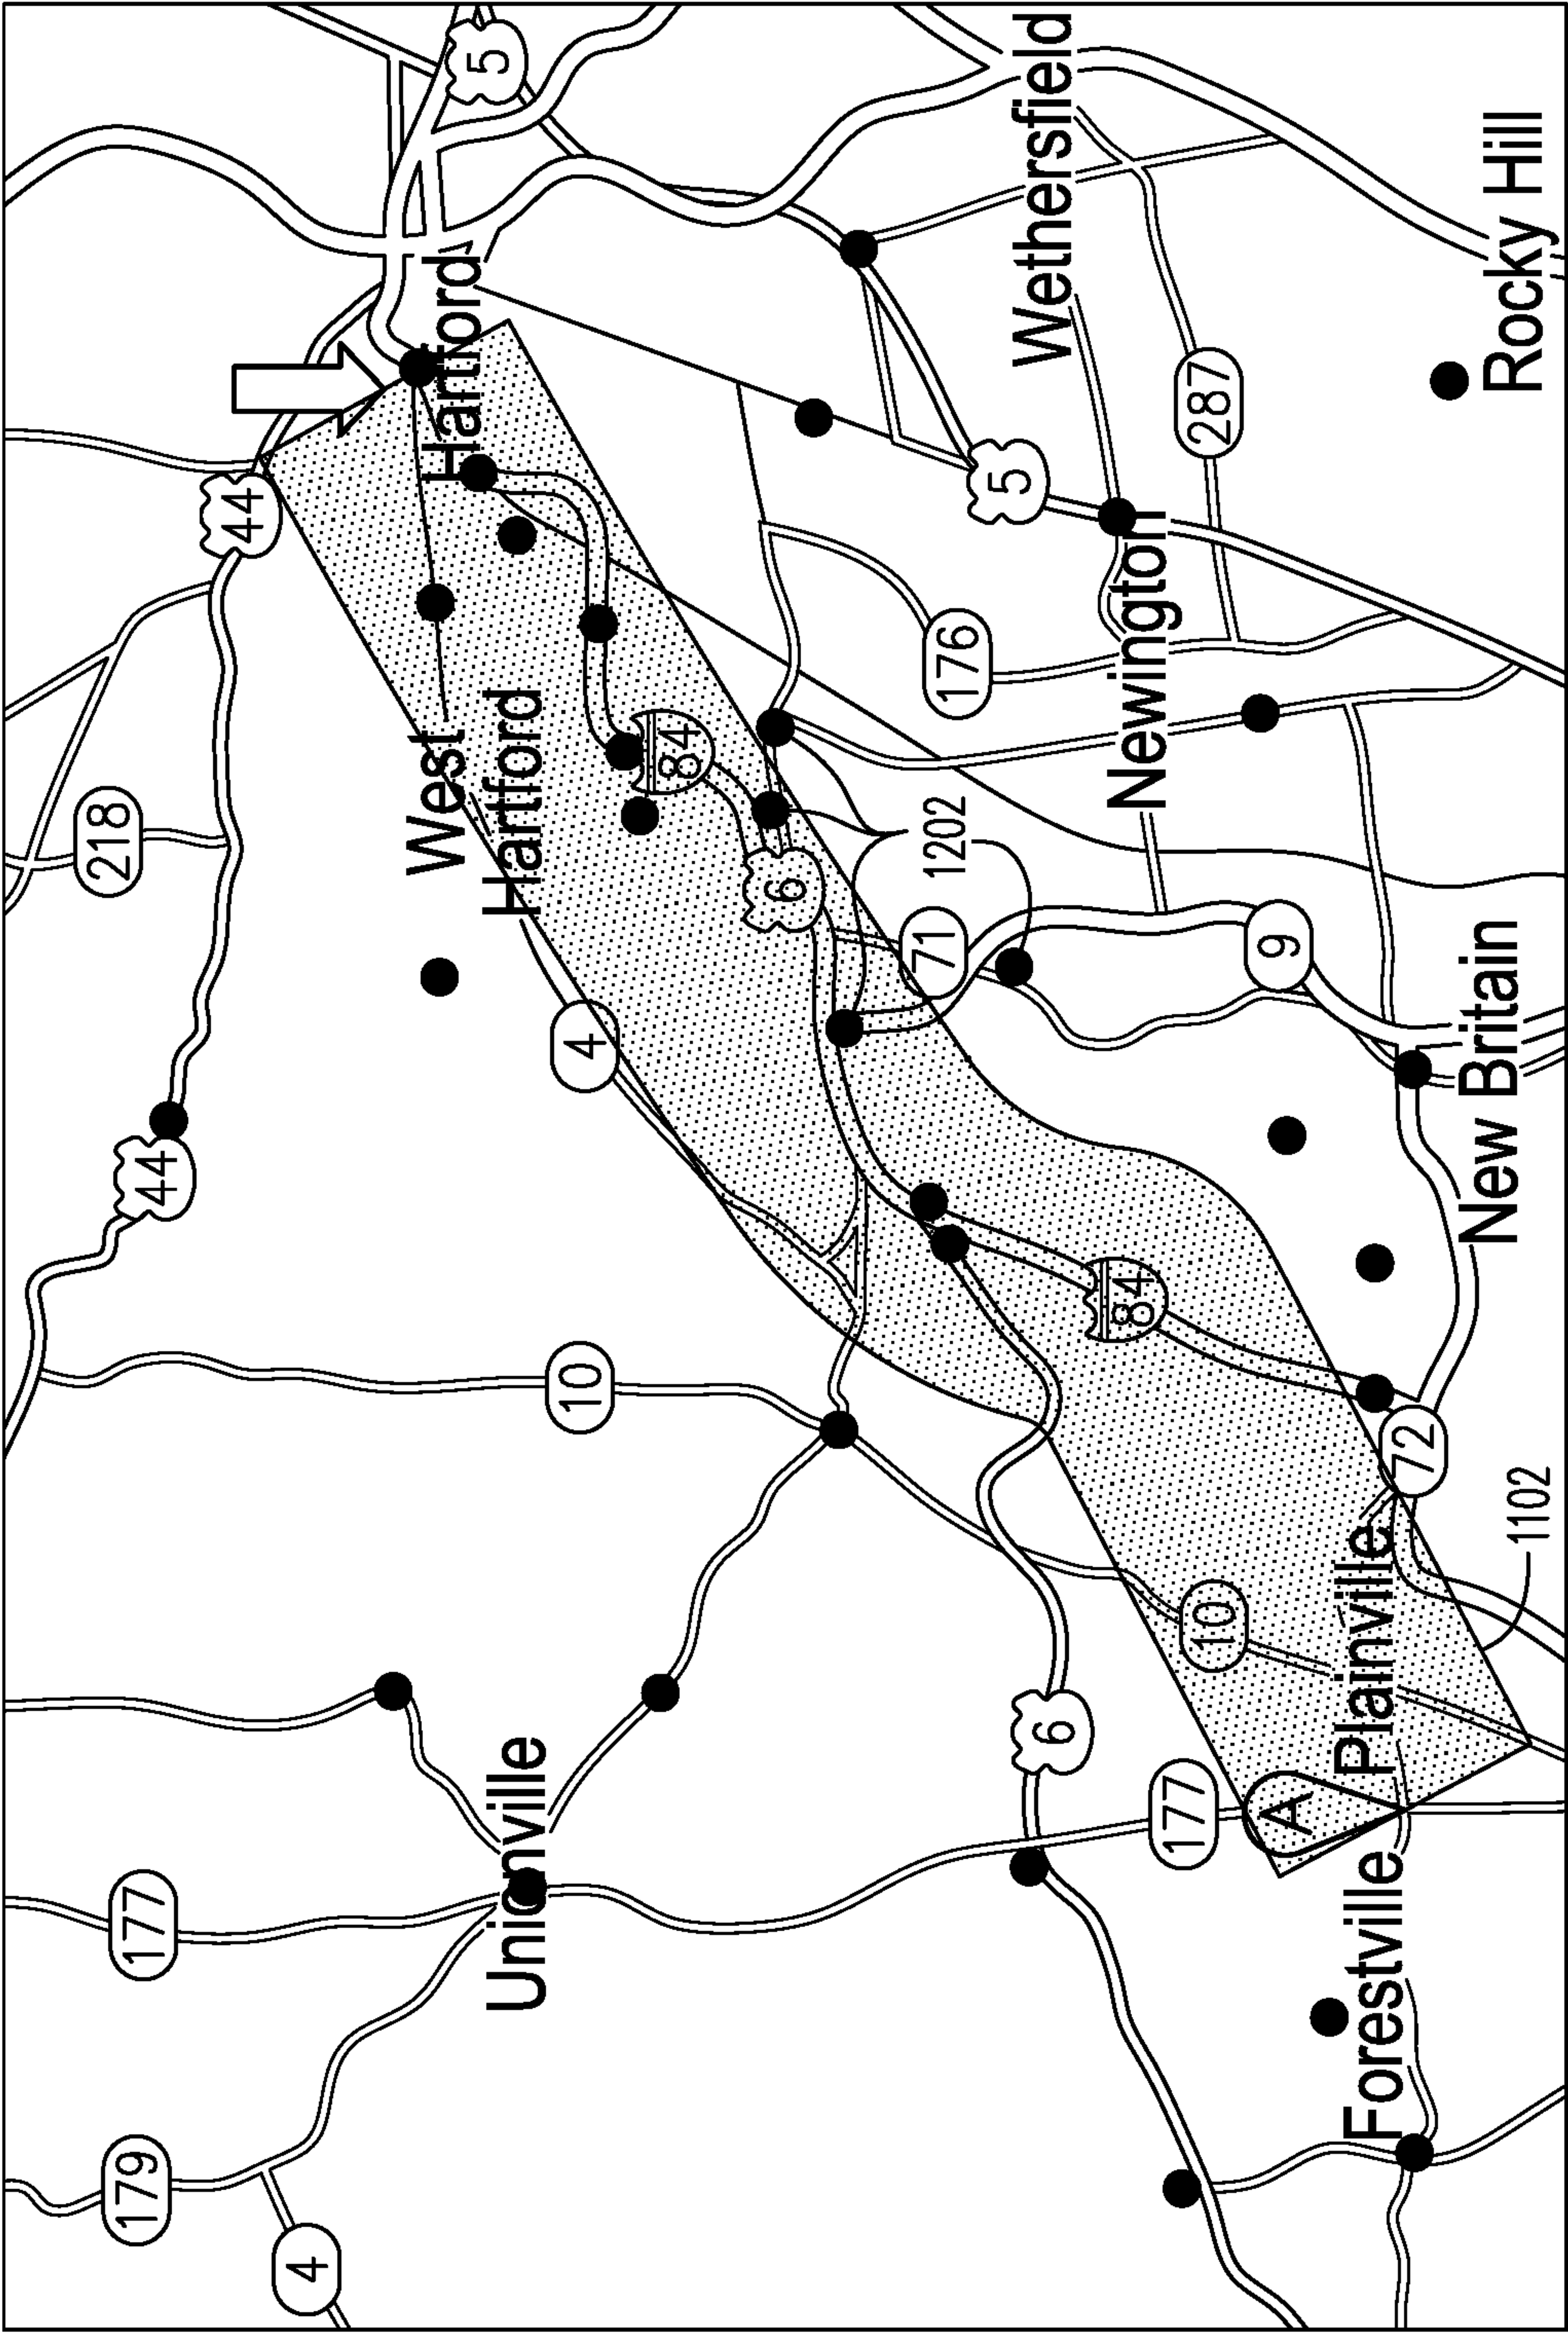 179
177
44
218
44
4
West
Hartford
Hartford
5
Unionville
10
4
84
6
71
1202
176
5
Wethersfield
6
84
Newington
177
10
287
A
9
Forestville
Plainville
72
New Britain
Rocky Hill
1102